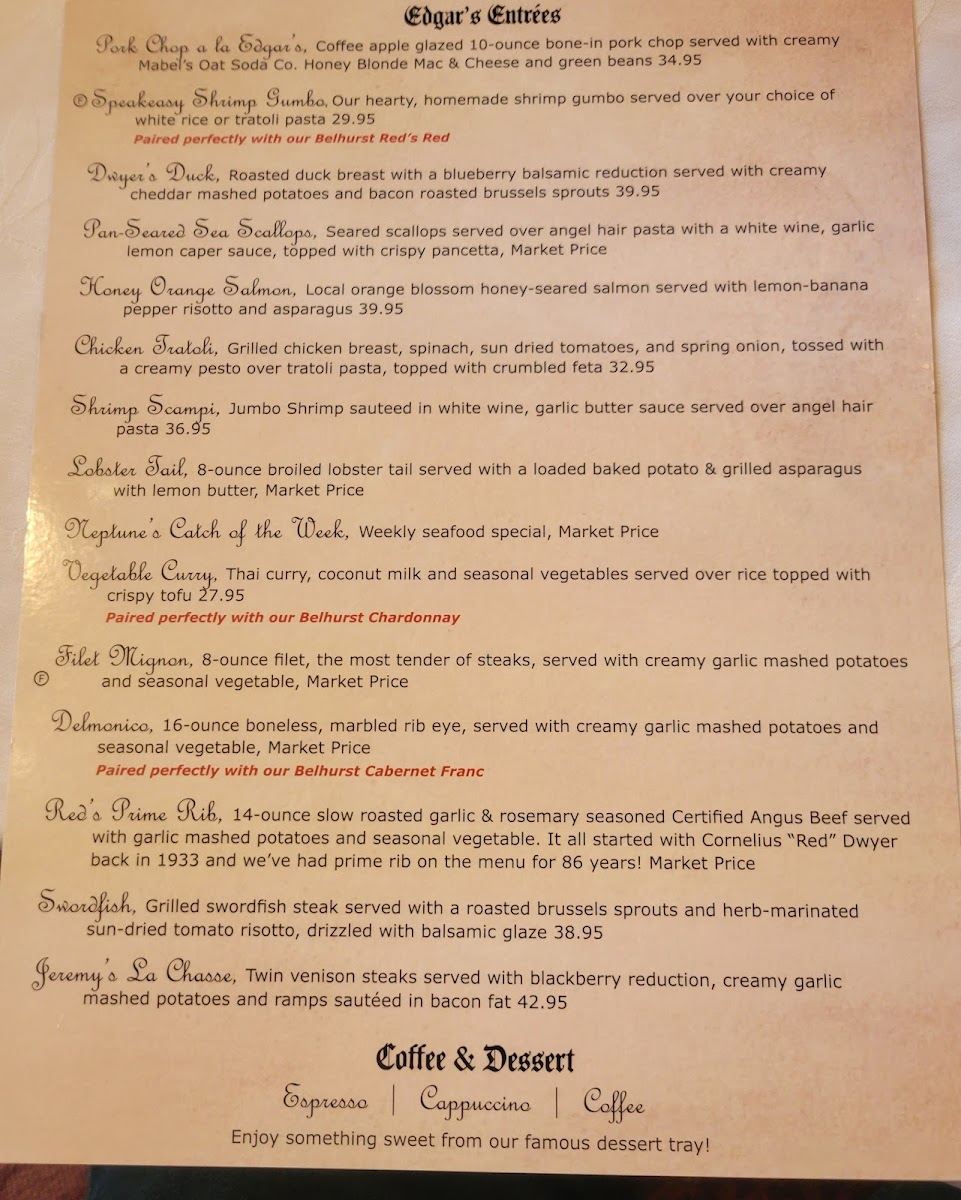 Edgar's Entrées
Pork Chop a la Edgar's, Coffee apple glazed 10-ounce bone-in pork chop served with creamy
Mabel's Oat Soda Co. Honey Blonde Mac & Cheese and green beans 34.95
Ⓕ Speakeasy Shrimp Gumbo, Our hearty, homemade shrimp gumbo served over your choice of
white rice or tratoli pasta 29.95
Paired perfectly with our Belhurst Red's Red
Dwyer's Duck, Roasted duck breast with a blueberry balsamic reduction served with creamy
cheddar mashed potatoes and bacon roasted brussels sprouts 39.95
Pan-Seared Sea Scallops, Seared scallops served over angel hair pasta with a white wine, garlic
lemon caper sauce, topped with crispy pancetta, Market Price
Honey Orange Salmon, Local orange blossom honey-seared salmon served with lemon-banana
pepper risotto and asparagus 39.95
Chicken Tratoli, Grilled chicken breast, spinach, sun dried tomatoes, and spring onion, tossed with
a creamy pesto over tratoli pasta, topped with crumbled feta 32.95
Shrimp Scampi, Jumbo Shrimp sauteed in white wine, garlic butter sauce served over angel hair
pasta 36.95
Lobster Tail, 8-ounce broiled lobster tail served with a loaded baked potato & grilled asparagus
with lemon butter, Market Price
Neptune's Catch of the Week, Weekly seafood special, Market Price
Vegetable Curry, Thai curry, coconut milk and seasonal vegetables served over rice topped with
crispy tofu 27.95
Paired perfectly with our Belhurst Chardonnay
Filet Mignon, 8-ounce filet, the most tender of steaks, served with creamy garlic mashed potatoes
Ⓕ and seasonal vegetable, Market Price
Delmonico, 16-ounce boneless, marbled rib eye, served with creamy garlic mashed potatoes and
seasonal vegetable, Market Price
Paired perfectly with our Belhurst Cabernet Franc
Red's Prime Rib, 14-ounce slow roasted garlic & rosemary seasoned Certified Angus Beef served
with garlic mashed potatoes and seasonal vegetable. It all started with Cornelius “Red” Dwyer
back in 1933 and we've had prime rib on the menu for 86 years! Market Price
Swordfish, Grilled swordfish steak served with a roasted brussels sprouts and herb-marinated
sun-dried tomato risotto, drizzled with balsamic glaze 38.95
Jeremy's La Chasse, Twin venison steaks served with blackberry reduction, creamy garlic
mashed potatoes and ramps sautéed in bacon fat 42.95
Coffee & Dessert
Espresso | Cappuccino | Coffee
Enjoy something sweet from our famous dessert tray!